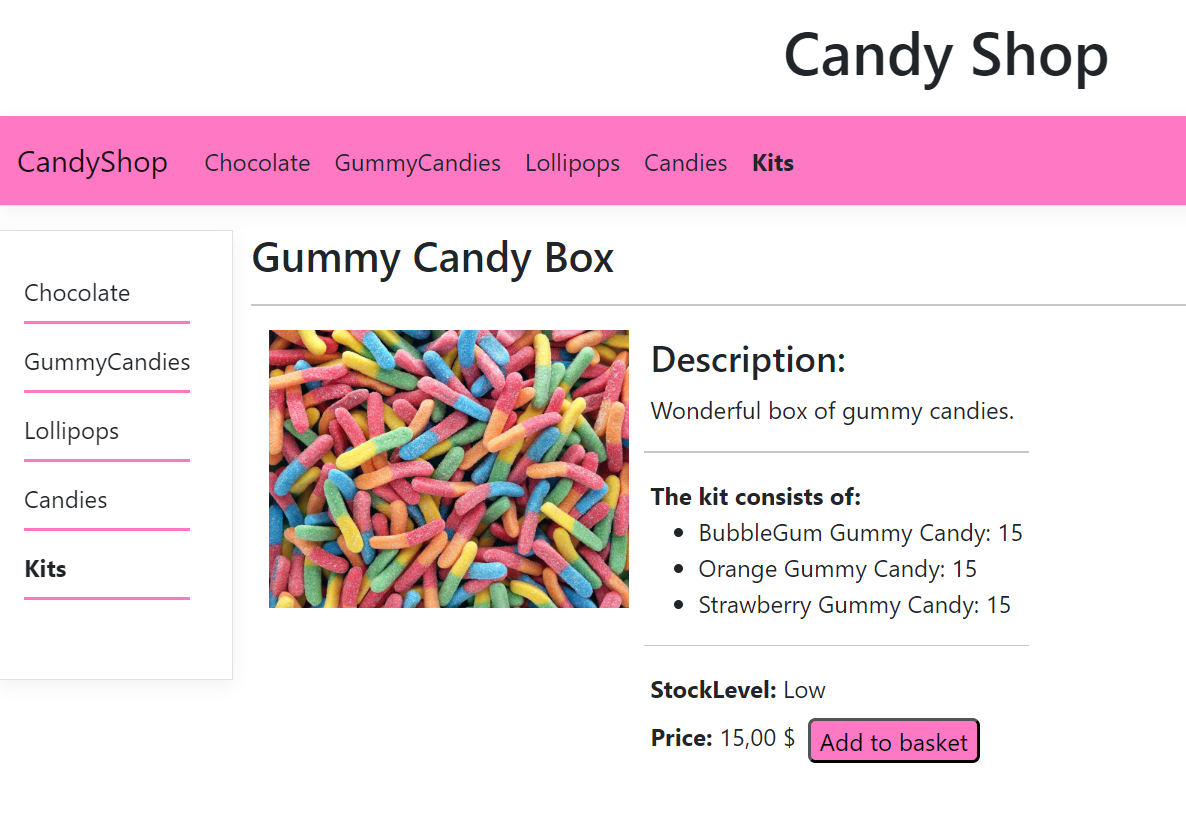 Candy Shop
CandyShop Chocolate GummyCandies Lollipops Candies Kits
Chocolate
GummyCandies
Lollipops
Candies
Kits
Gummy Candy Box
Description:
Wonderful box of gummy candies.
The kit consists of:
BubbleGum Gummy Candy: 15
Orange Gummy Candy: 15
Strawberry Gummy Candy: 15
StockLevel: Low
Price: 15,00 $ Add to basket